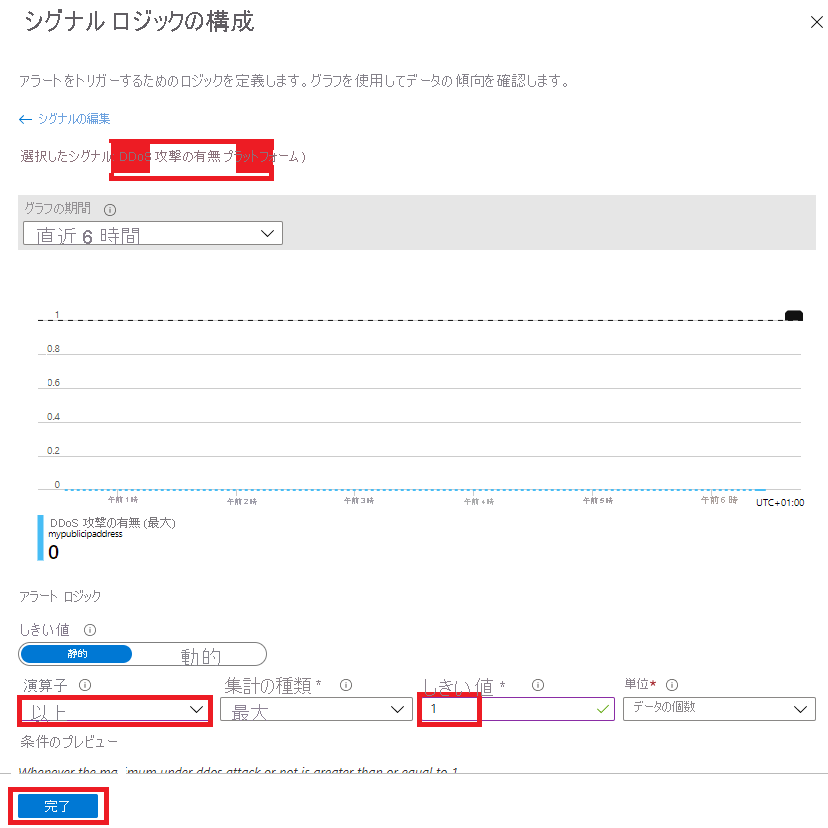 シグナル ロジックの構成
アラートをトリガーするためのロジックを定義します。グラフを使用してデータの傾向を確認します。
← シグナルの編集
選択したシグナル: DDoS 攻撃の有無 プラットフォーム)
グラフの期間
直近 6 時間
1
0.8
0.6
0.4
0.2
0
午前1時 午前2時 午前3時 午前4時 午前5時 午前6時 UTC+01:00
DDoS 攻撃の有無 (最大)
mypublicipaddress
0
アラート ロジック
しきい値
静的 動的
演算子 集計の種類 * しきい値 * 単位*
以上 最大 1 データの個数
条件のプレビュー
Whenever the maximum under ddos attack or not is greater than or equal to 1
完了